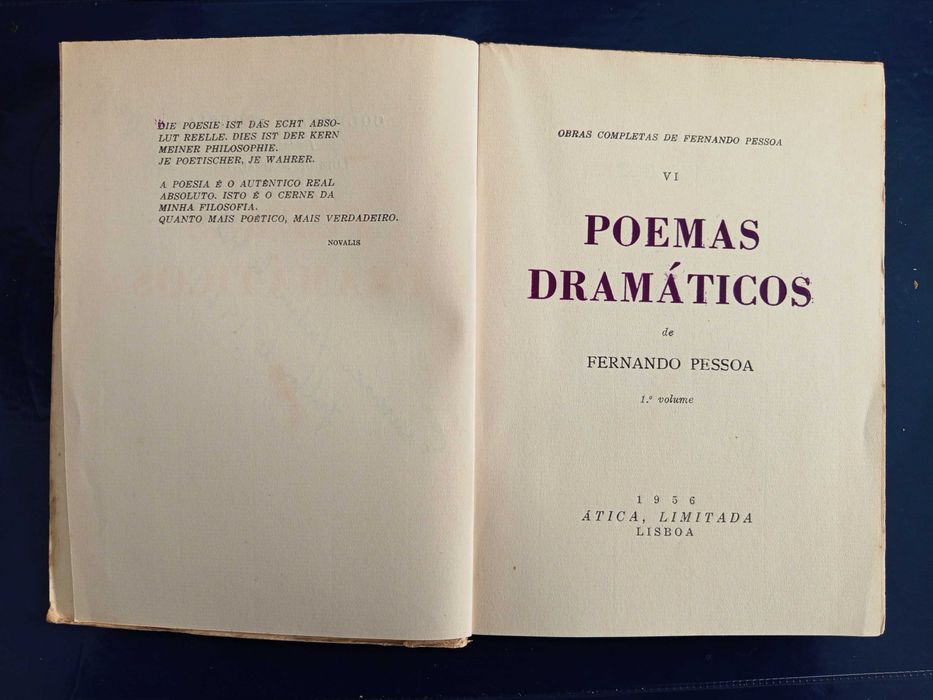 DIE POESIE IST DAS ECHT ABSO-
LUT REELLE. DIES IST DER KERN
MEINER PHILOSOPHIE.
JE POETISCHER, JE WAHRER.
A POESIA É O AUTÊNTICO REAL
ABSOLUTO. ISTO É O CERNE DA
MINHA FILOSOFIA.
QUANTO MAIS POÉTICO, MAIS VERDADEIRO.
NOVALIS
OBRAS COMPLETAS DE FERNANDO PESSOA
VI
POEMAS
DRAMÁTICOS
de
FERNANDO PESSOA
1.º volume
1956
ÁTICA, LIMITADA
LISBOA